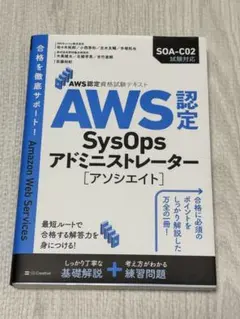 合格を徹底サポート！
Amazon Web Services
SOA-C02
試験対応
AWS認定資格試験テキスト
AWS認定
SysOps
アドミニストレーター
[アソシエイト]
合格に必須の
ポイントを
しっかり解説した
万全の一冊！
最短ルートで
合格する解答力を
身につける！
しっかり丁寧な
基礎解説
+
考え方がわかる
練習問題